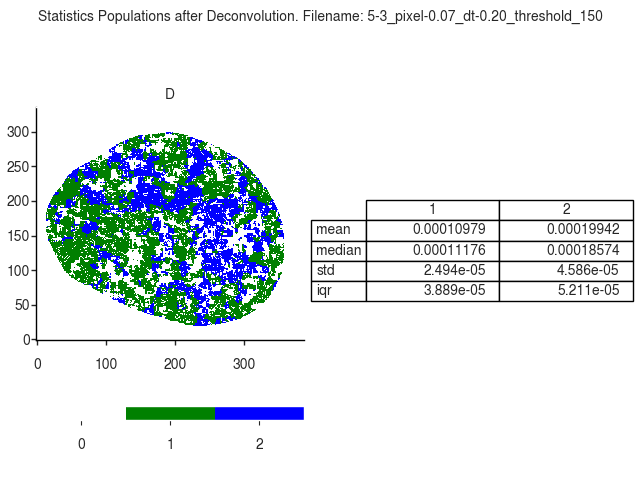 Statistics Populations after Deconvolution. Filename: 5-3_pixel-0.07_dt-0.20_threshold_150
D
300
250
200
150
100
50
0
0 100 200 300
1 2
mean 0.00010979 0.00019942
median 0.00011176 0.00018574
std 2.494e-05 4.586e-05
iqr 3.889e-05 5.211e-05
0 1 2